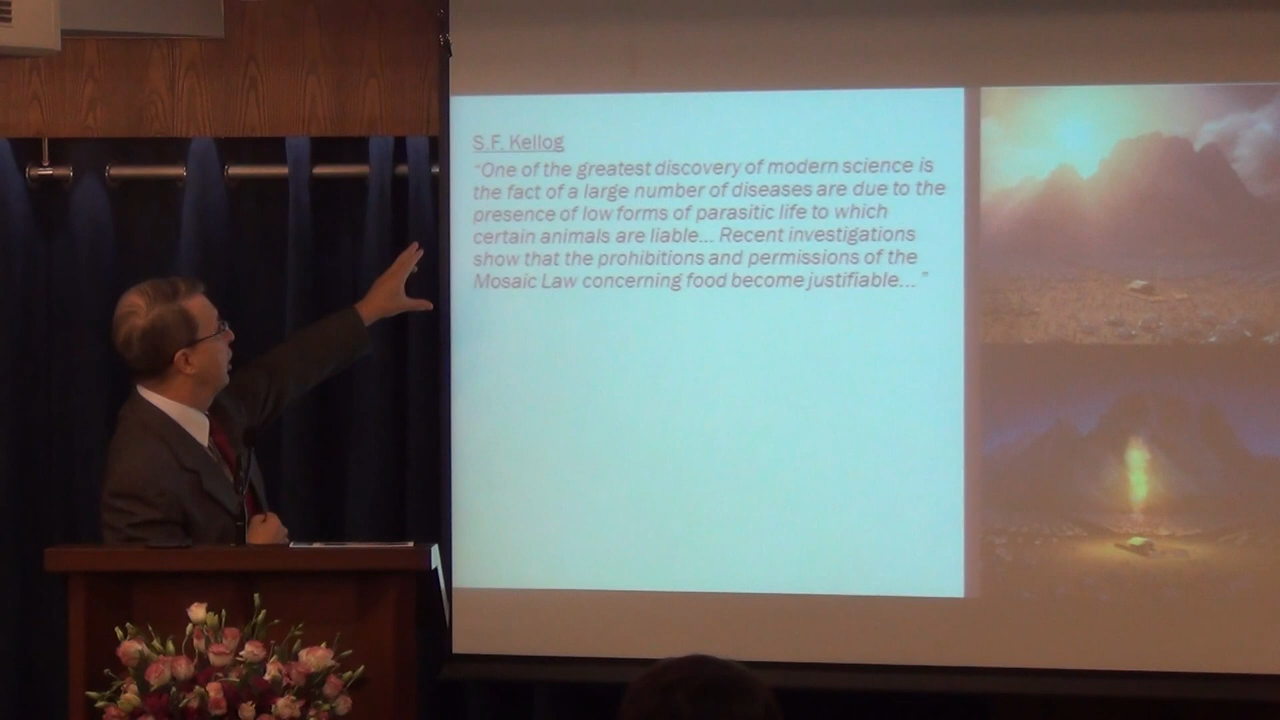 S.F. Kellog
"One of the greatest discovery of modern science is
the fact of a large number of diseases are due to the
presence of low forms of parasitic life to which
certain animals are liable... Recent investigations
show that the prohibitions and permissions of the
Mosaic Law concerning food become justifiable..."